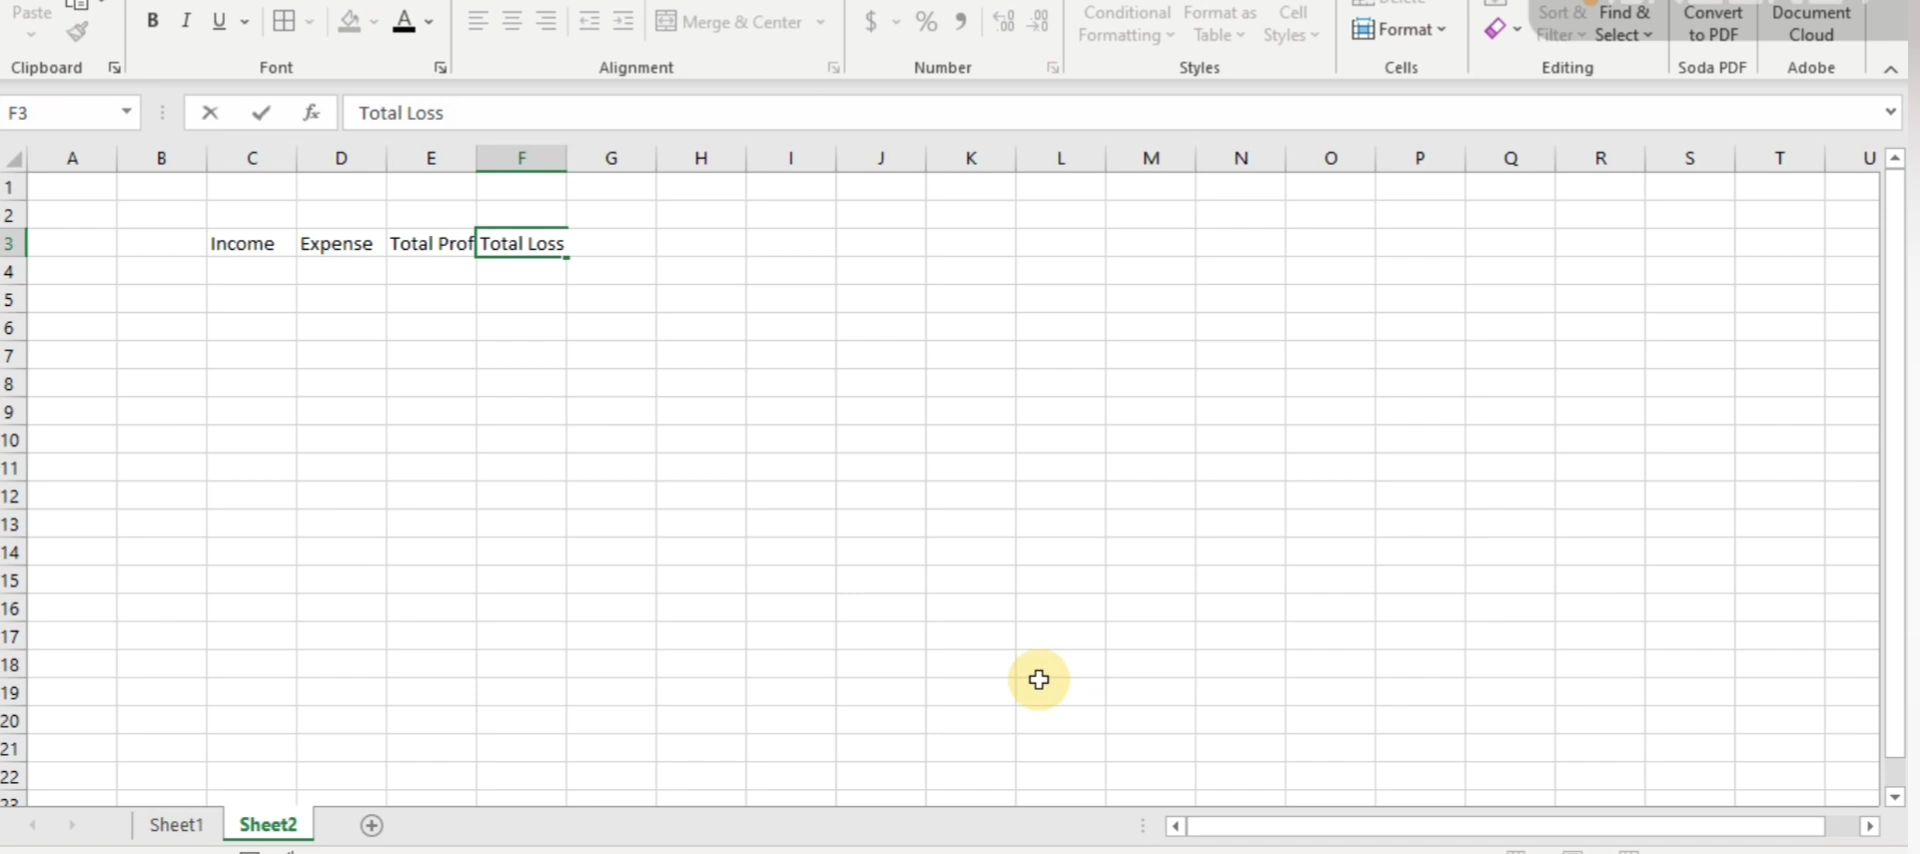 Paste
B I U A
Merge & Center
$ % 9
Conditional Formatting
Format as Table
Cell Styles
Format
Sort & Filter
Find & Select
Convert to PDF
Document Cloud
Clipboard Font Alignment Number Styles Cells Editing Soda PDF Adobe
F3 fx Total Loss
A B C D E F G H I J K L M N O P Q R S T U
1
2
3 Income Expense Total Prof Total Loss
4
5
6
7
8
9
10
11
12
13
14
15
16
17
18
19
20
21
22
23
Sheet1 Sheet2